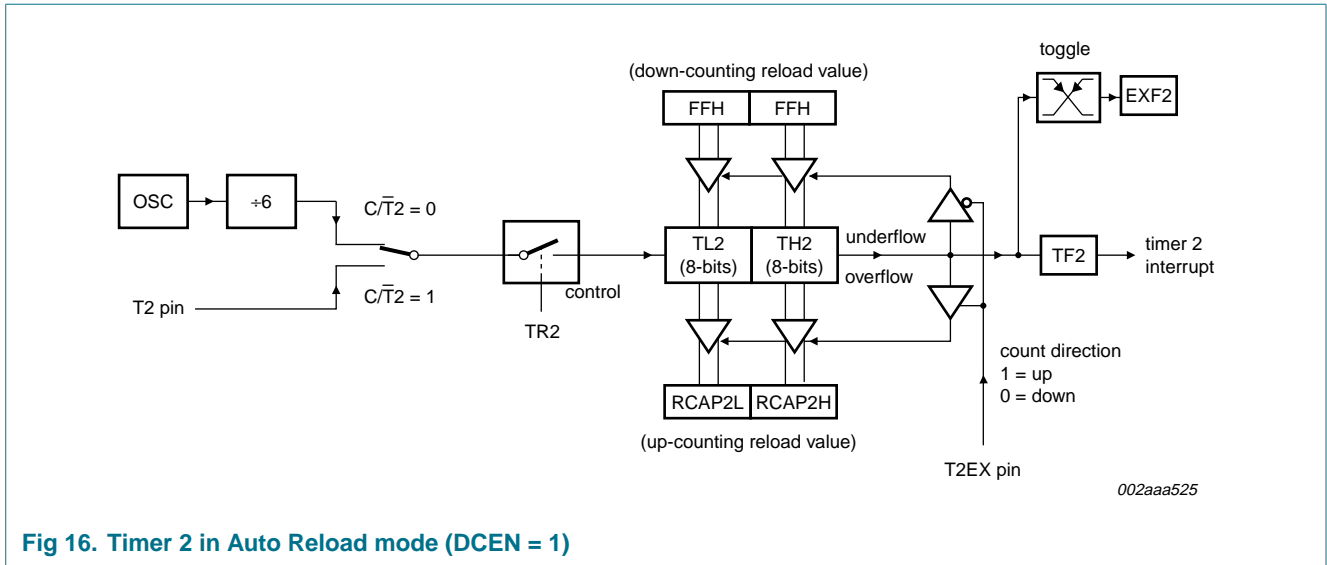 toggle
(down-counting reload value)
FFH FFH
EXF2
OSC
÷6
C/T̅2 = 0
TL2
(8-bits)
TH2
(8-bits)
underflow
overflow
TF2
timer 2
interrupt
C/T̅2 = 1
control
T2 pin
TR2
count direction
1 = up
0 = down
RCAP2L RCAP2H
(up-counting reload value)
T2EX pin
002aaa525
Fig 16. Timer 2 in Auto Reload mode (DCEN = 1)